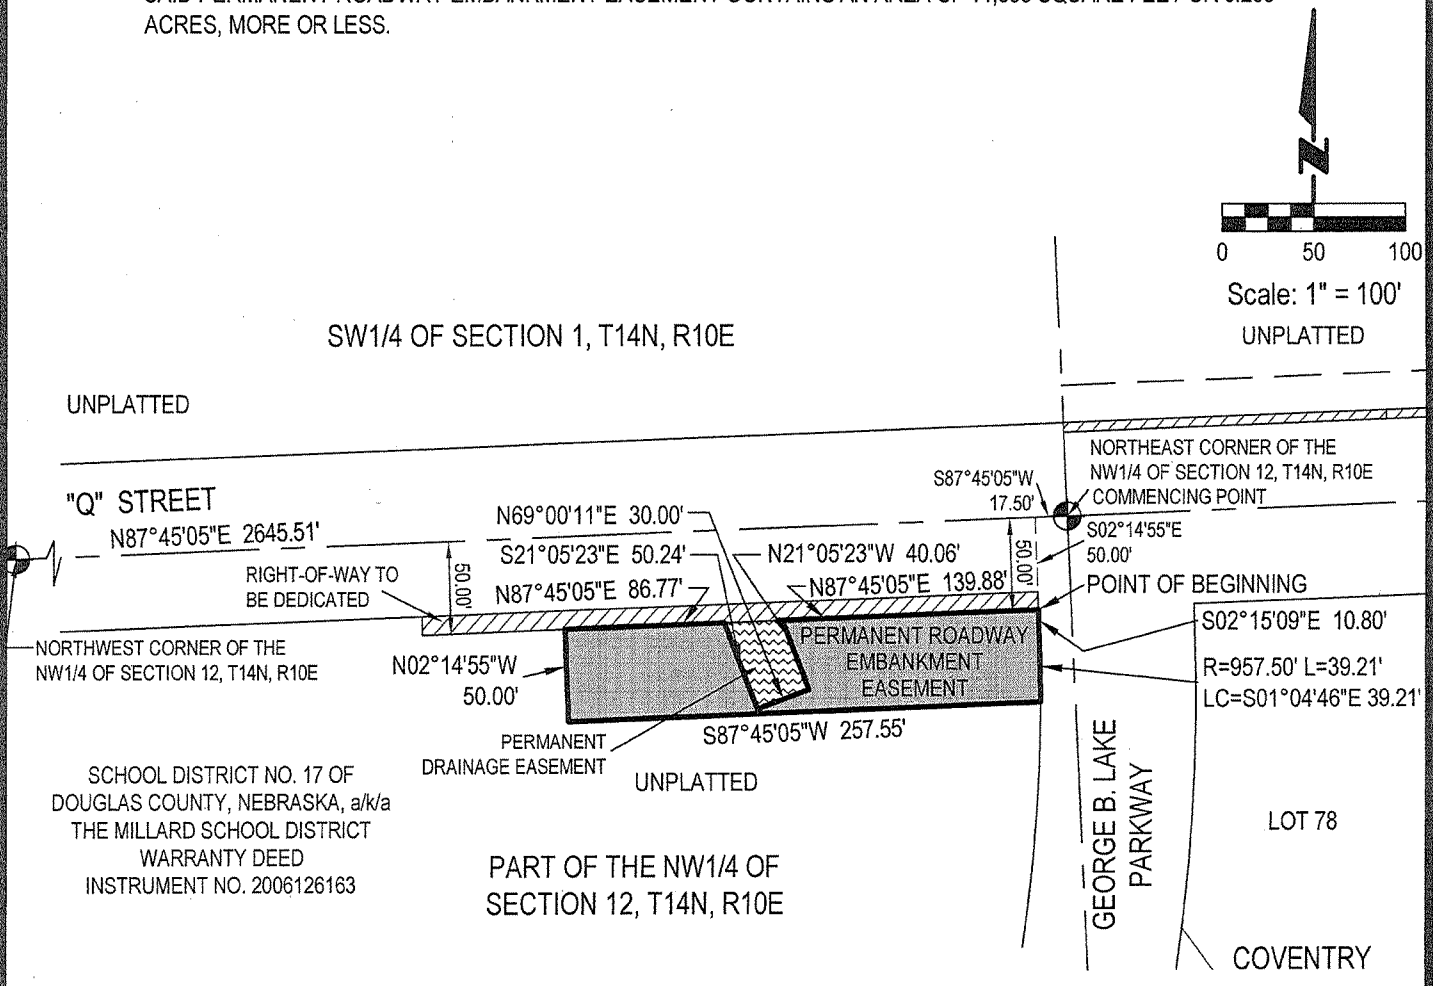 ACRES, MORE OR LESS.
N
0 50 100
Scale: 1" = 100'
UNPLATTED
SW1/4 OF SECTION 1, T14N, R10E
UNPLATTED
NORTHEAST CORNER OF THE
NW1/4 OF SECTION 12, T14N, R10E
COMMENCING POINT
S87°45'05"W
17.50'
"Q" STREET
N87°45'05"E 2645.51'
S02°14'55"E
50.00'
50.00'
50.00'
N69°00'11"E 30.00'
S21°05'23"E 50.24'
N87°45'05"E 86.77'
N21°05'23"W 40.06'
N87°45'05"E 139.88'
RIGHT-OF-WAY TO
BE DEDICATED
POINT OF BEGINNING
S02°15'09"E 10.80'
R=957.50' L=39.21'
LC=S01°04'46"E 39.21'
NORTHWEST CORNER OF THE
NW1/4 OF SECTION 12, T14N, R10E
N02°14'55"W
50.00'
PERMANENT ROADWAY
EMBANKMENT
EASEMENT
S87°45'05"W 257.55'
PERMANENT
DRAINAGE EASEMENT
UNPLATTED
SCHOOL DISTRICT NO. 17 OF
DOUGLAS COUNTY, NEBRASKA, a/k/a
THE MILLARD SCHOOL DISTRICT
WARRANTY DEED
INSTRUMENT NO. 2006126163
PART OF THE NW1/4 OF
SECTION 12, T14N, R10E
GEORGE B. LAKE
PARKWAY
LOT 78
COVENTRY